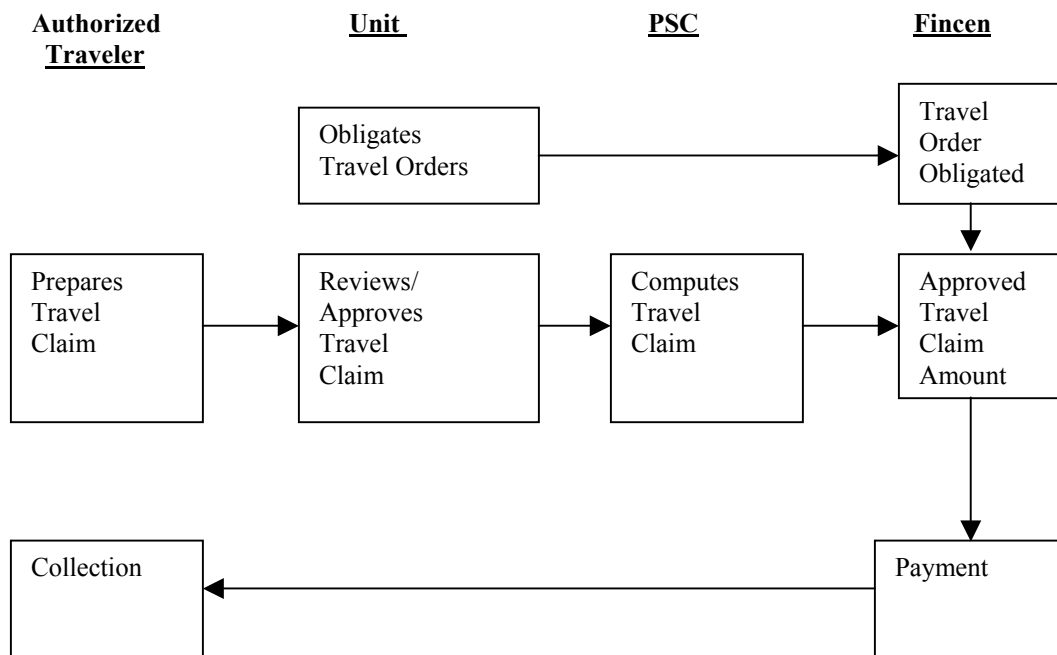 Authorized
Traveler
Unit
PSC
Fincen
Obligates
Travel Orders
Travel
Order
Obligated
Prepares
Travel
Claim
Reviews/
Approves
Travel
Claim
Computes
Travel
Claim
Approved
Travel
Claim
Amount
Collection
Payment